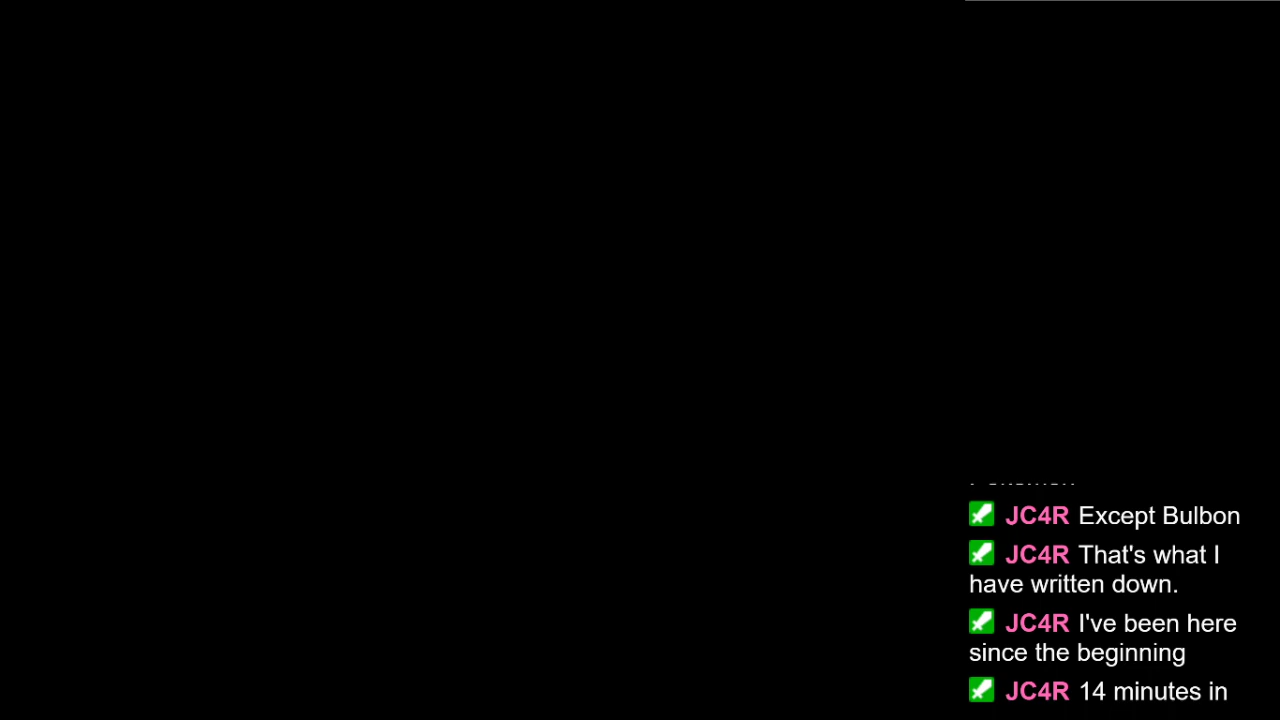 JC4R Except Bulbon
JC4R That's what I
have written down.
JC4R I've been here
since the beginning
JC4R 14 minutes in